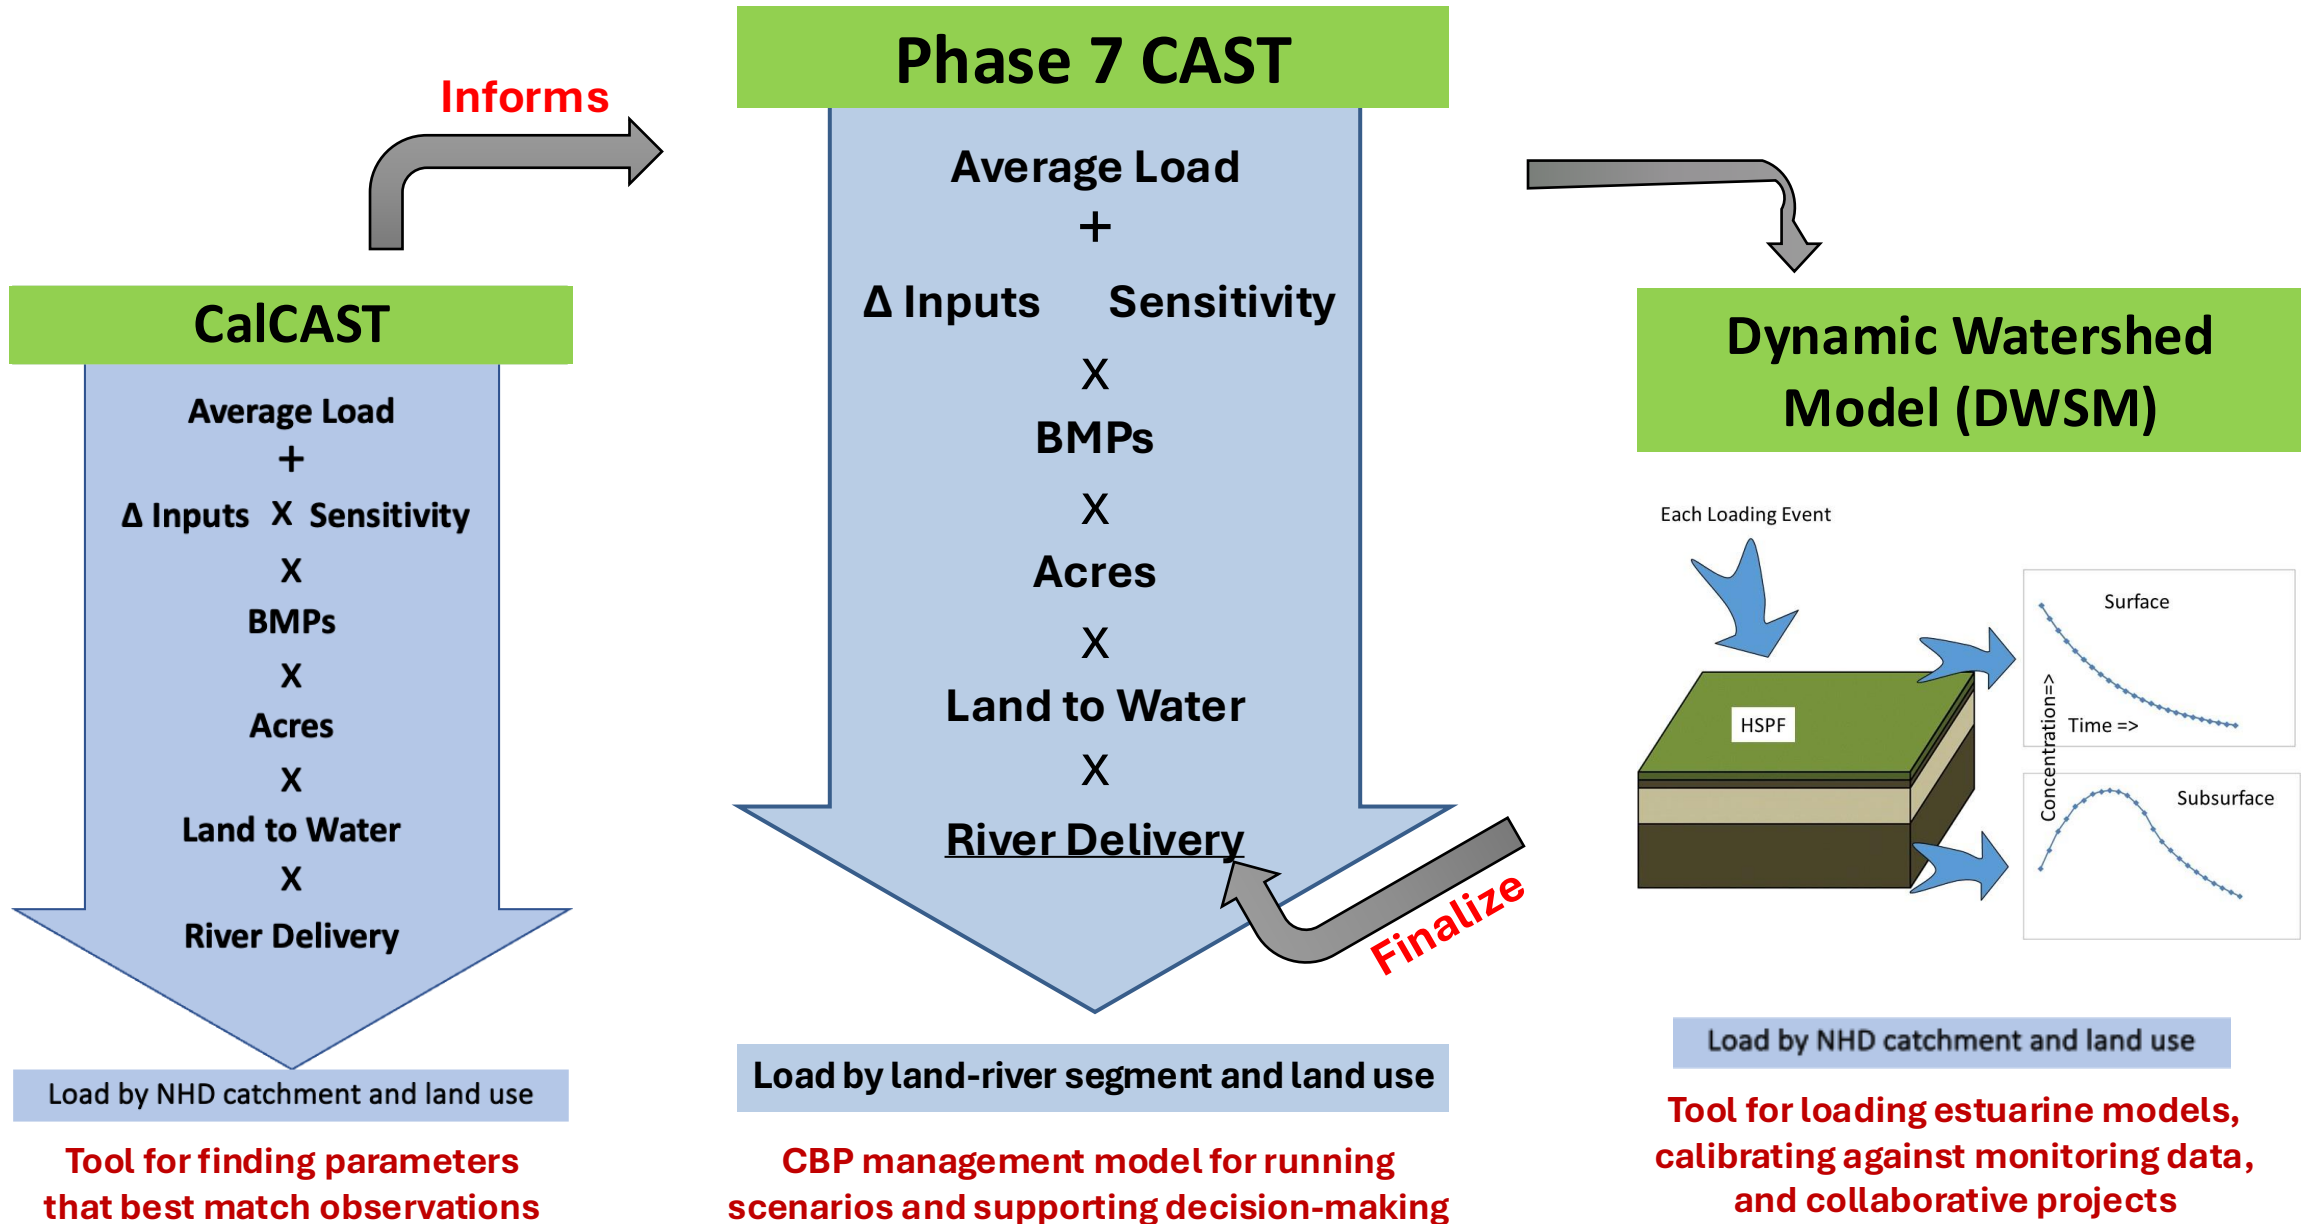 Informs
CalCAST
Average Load
+
Δ Inputs X Sensitivity
X
BMPs
X
Acres
X
Land to Water
X
River Delivery
Load by NHD catchment and land use
Tool for finding parameters
that best match observations
Phase 7 CAST
Average Load
+
Δ Inputs Sensitivity
X
BMPs
X
Acres
X
Land to Water
X
River Delivery
Finalize
Load by land-river segment and land use
CBP management model for running
scenarios and supporting decision-making
Dynamic Watershed
Model (DWSM)
Each Loading Event
HSPF
Surface
Concentration=>
Time =>
Subsurface
Load by NHD catchment and land use
Tool for loading estuarine models,
calibrating against monitoring data,
and collaborative projects